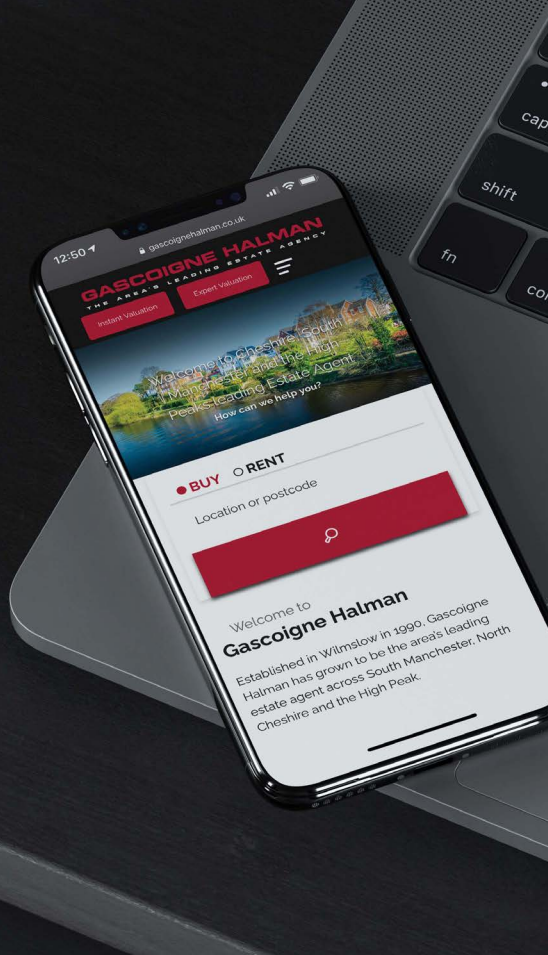 12:50
gascoignehalman.co.uk
GASCOIGNE HALMAN
THE AREA'S LEADING ESTATE AGENCY
Instant Valuation
Expert Valuation
Welcome to Cheshire, South
Manchester and the High
Peaks leading Estate Agent
How can we help you?
BUY
RENT
Location or postcode
Welcome to
Gascoigne Halman
Established in Wilmslow in 1990, Gascoigne
Halman has grown to be the area's leading
estate agent across South Manchester, North
Cheshire and the High Peak.
shift
fn